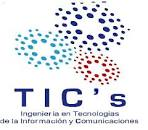 TIC's
Ingeniería en Tecnologías
de la Información y Comunicaciones